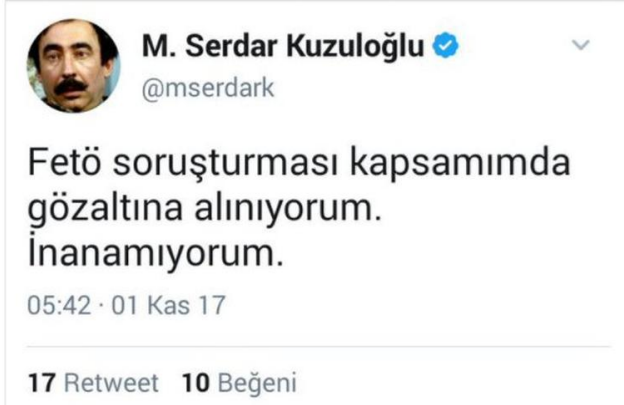 M. Serdar Kuzuloğlu
@mserdark
Fetö soruşturması kapsamımda
gözaltına alınıyorum.
İnanamıyorum.
05:42 · 01 Kas 17
17 Retweet 10 Beğeni